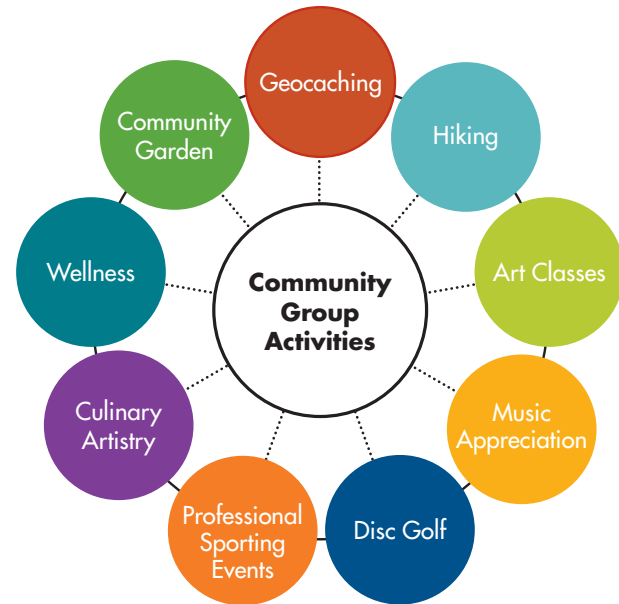 Geocaching
Hiking
Art Classes
Music
Appreciation
Disc Golf
Professional
Sporting
Events
Culinary
Artistry
Wellness
Community
Garden
Community
Group
Activities